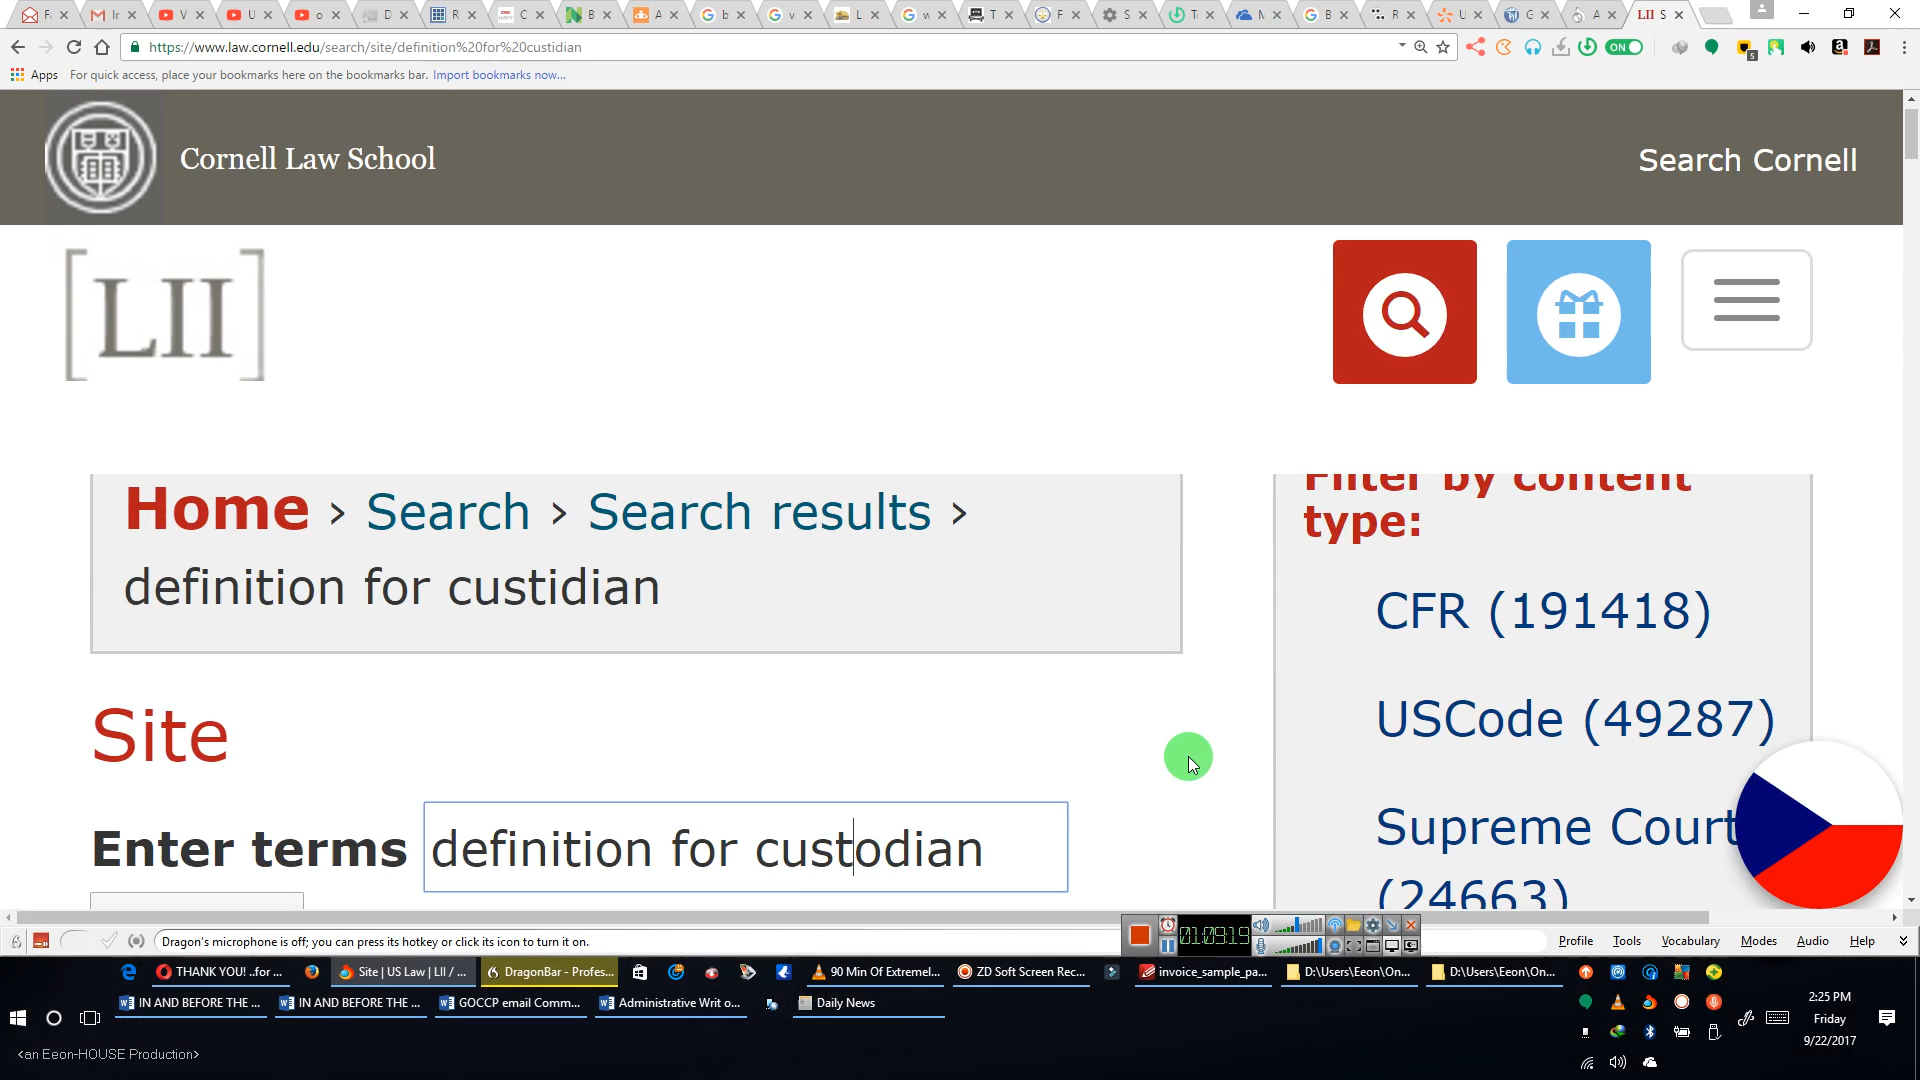 https://www.law.cornell.edu/search/site/definition%20for%20custidian
ON
Apps For quick access, place your bookmarks here on the bookmarks bar. Import bookmarks now...
Cornell Law School
Search Cornell
[LII]
Home › Search › Search results ›
definition for custidian
Filter by content
type:
CFR (191418)
USCode (49287)
Supreme Court
(24663)
Site
Enter terms definition for custodian
Dragon's microphone is off; you can press its hotkey or click its icon to turn it on.
01:09:19
Profile Tools Vocabulary Modes Audio Help
THANK YOU! ..for ...
Site | US Law | LII / ...
DragonBar - Profes...
90 Min Of Extremel...
ZD Soft Screen Rec...
invoice_sample_pa...
D:\Users\Eeon\On...
D:\Users\Eeon\On...
IN AND BEFORE THE ...
IN AND BEFORE THE ...
GOCCP email Comm...
Administrative Writ o...
Daily News
2:25 PM
Friday
9/22/2017
<an Eeon-HOUSE Production>